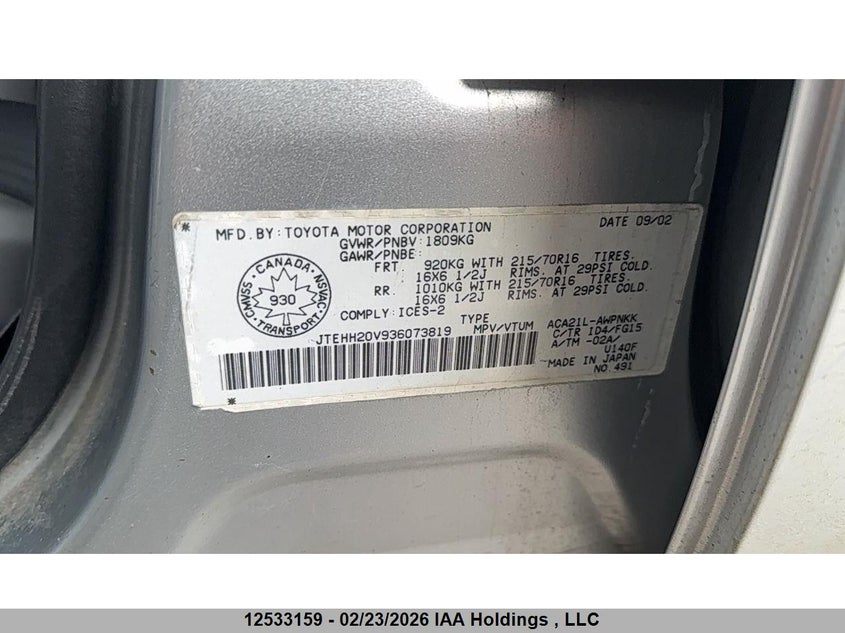 MFD.BY:TOYOTA MOTOR CORPORATION DATE 09/02
GVWR/PNBV:1809KG
GAWR/PNBE:
FRT 920KG WITH 215/70R16 TIRES.
16X6 1/2J RIMS. AT 29PSI COLD.
RR 1010KG WITH 215/70R16 TIRES.
16X6 1/2J RIMS. AT 29PSI COLD.
CANADA
CMVSS 930 NSVAC
TRANSPORT
COMPLY:ICES-2 TYPE ACA21L-AWPNKK
JTEHH20V936073819 MPV/VTUM C/TR 1D4/FG15
A/TM -02A/
U140F
MADE IN JAPAN
NO.491
12533159 - 02/23/2026 IAA Holdings , LLC